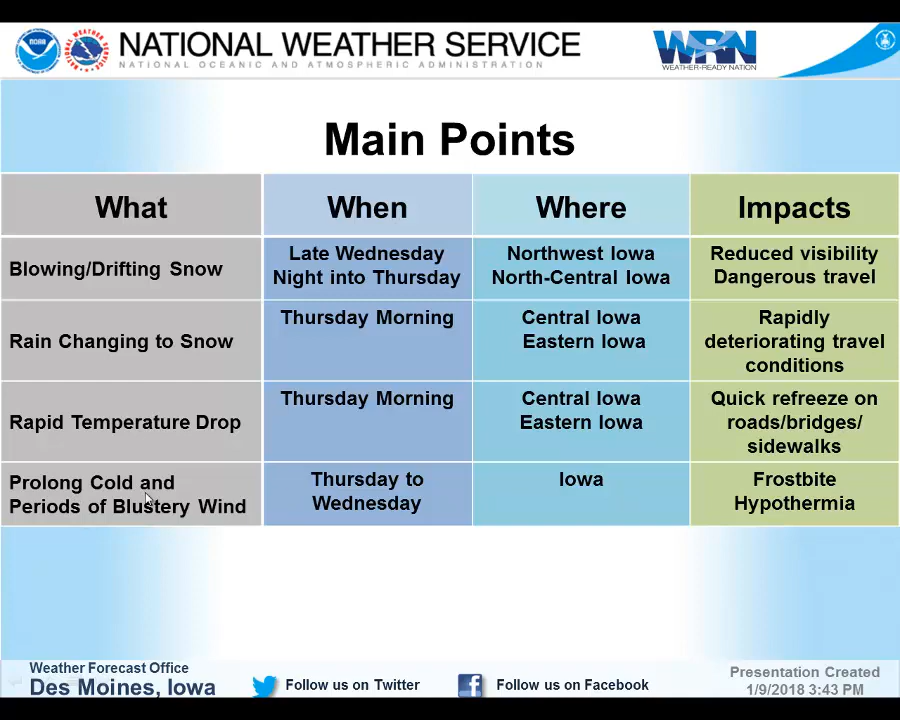 NOAA
NATIONAL WEATHER SERVICE
NATIONAL OCEANIC AND ATMOSPHERIC ADMINISTRATION
WRN
WEATHER-READY NATION
Main Points
What
When
Where
Impacts
Blowing/Drifting Snow
Late Wednesday
Night into Thursday
Northwest Iowa
North-Central Iowa
Reduced visibility
Dangerous travel
Rain Changing to Snow
Thursday Morning
Central Iowa
Eastern Iowa
Rapidly
deteriorating travel
conditions
Rapid Temperature Drop
Thursday Morning
Central Iowa
Eastern Iowa
Quick refreeze on
roads/bridges/
sidewalks
Prolong Cold and
Periods of Blustery Wind
Thursday to
Wednesday
Iowa
Frostbite
Hypothermia
Weather Forecast Office
Des Moines, Iowa
Follow us on Twitter
Follow us on Facebook
Presentation Created
1/9/2018 3:43 PM